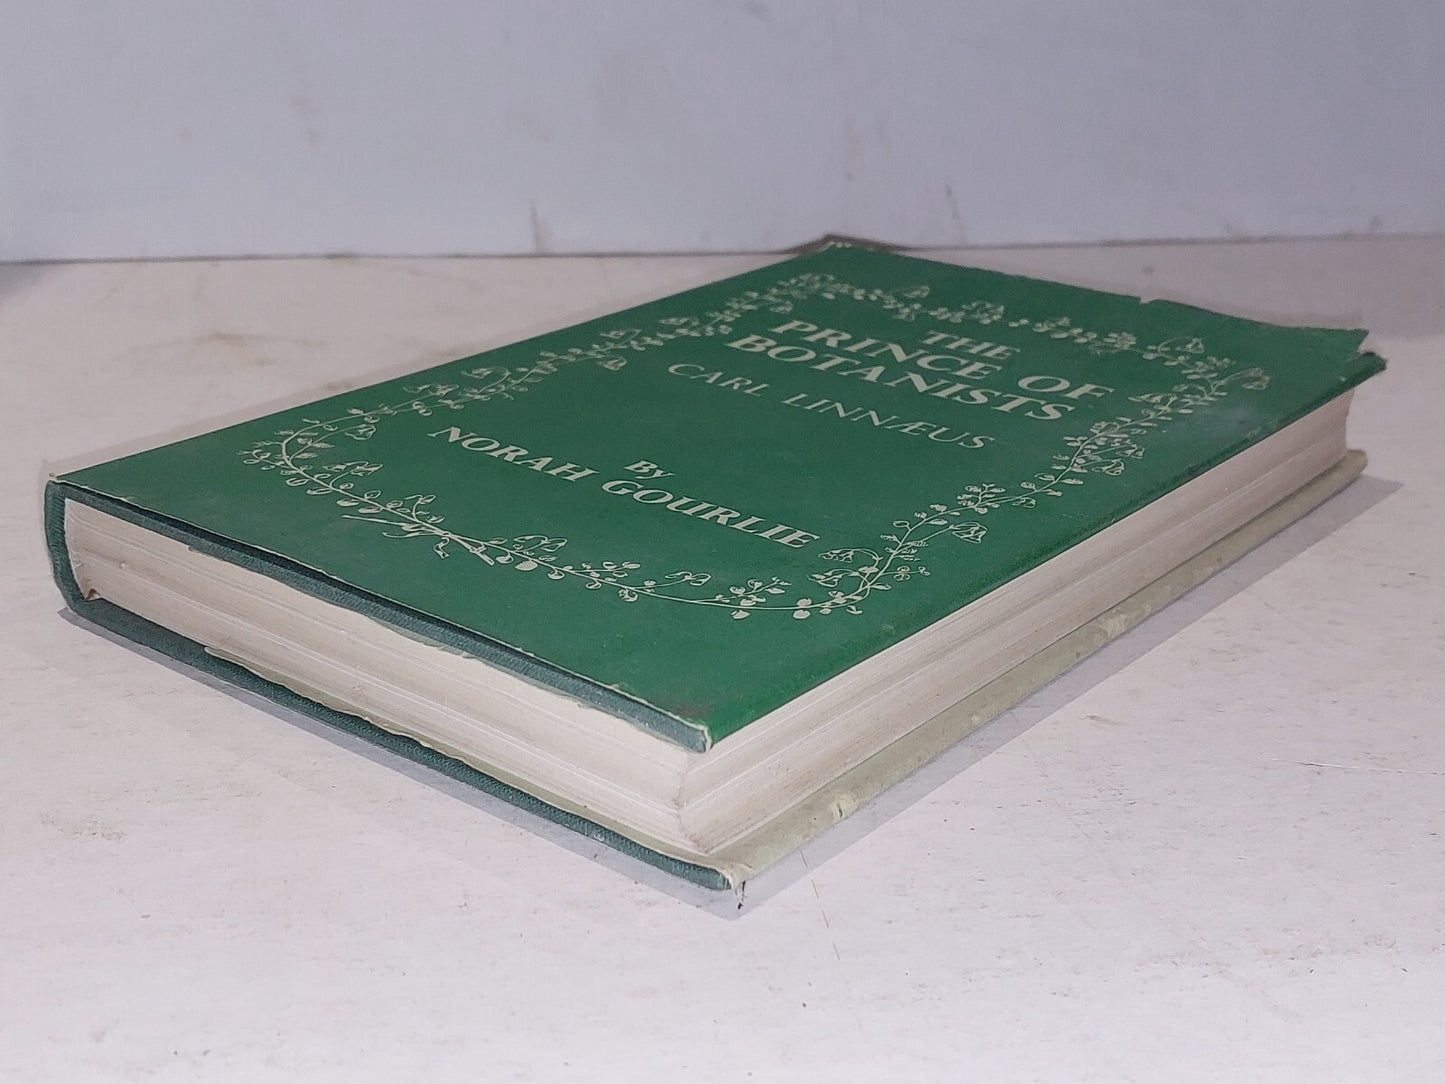 THE
PRINCE OF
BOTANISTS
CARL LINNÆUS
By
NORAH GOURLIE